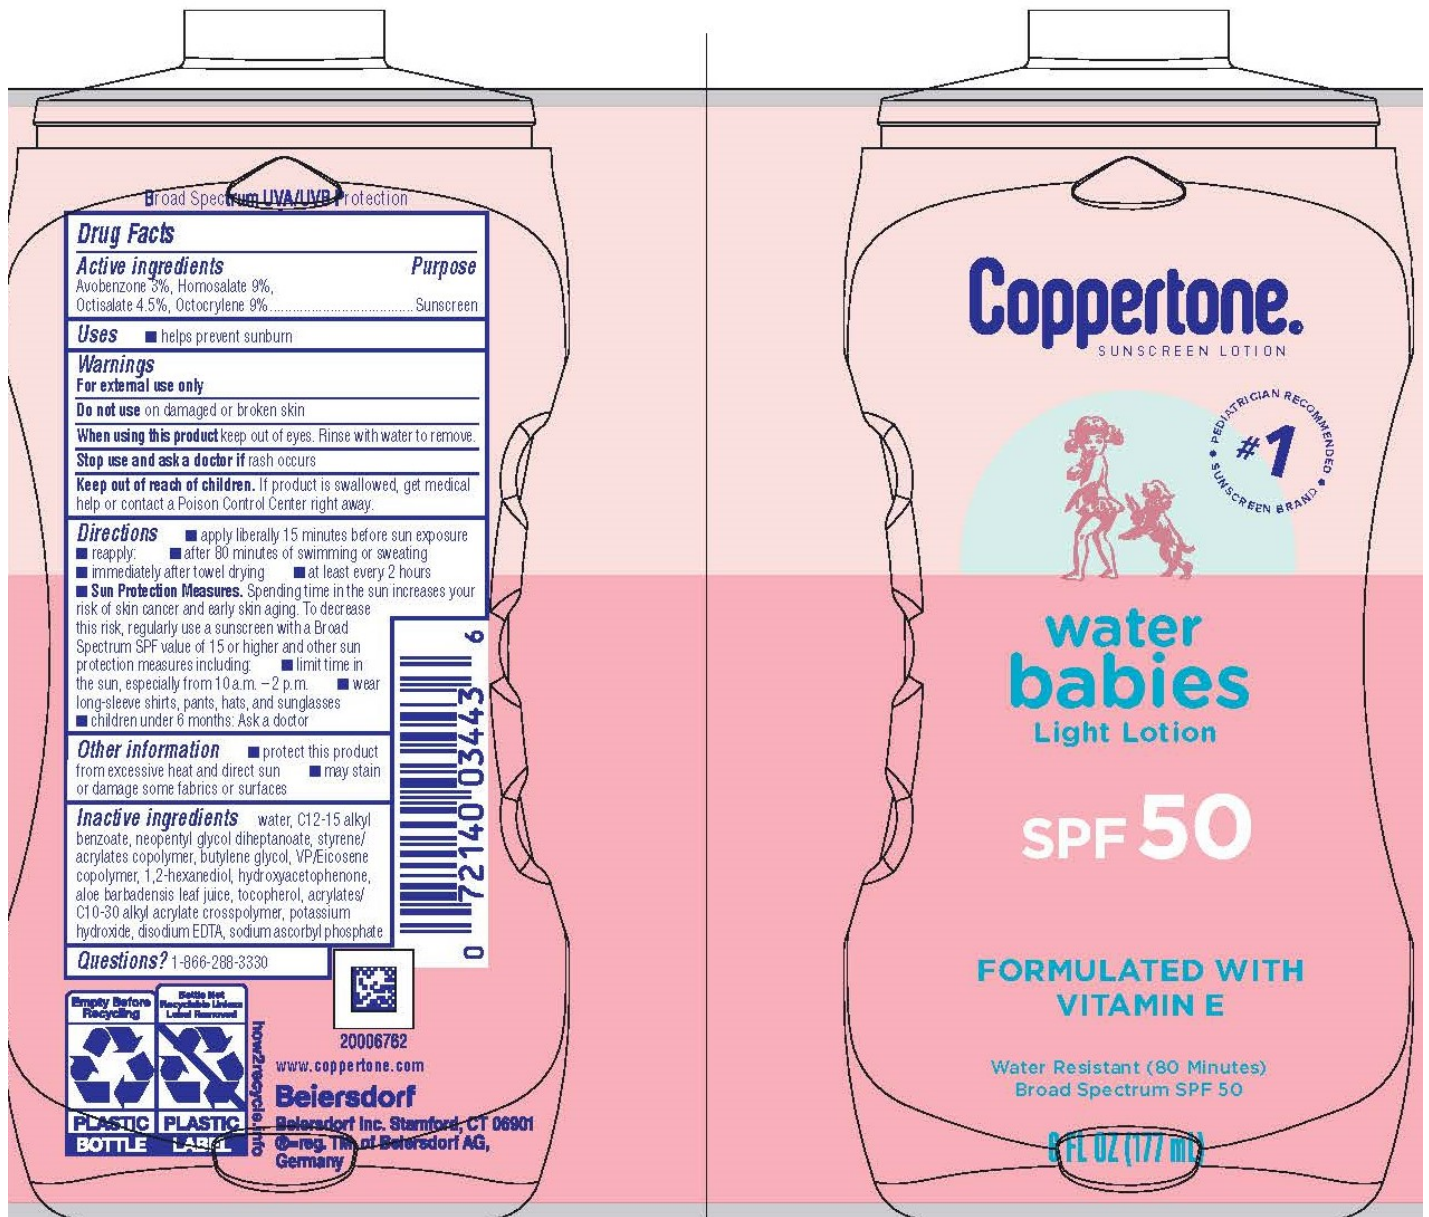 Broad Spectrum UVA/UVB Protection
Drug Facts
Active ingredients Purpose
Avobenzone 3%, Homosalate 9%,
Octisalate 4.5%, Octocrylene 9%........................................Sunscreen
Uses ■ helps prevent sunburn
Warnings
For external use only
Do not use on damaged or broken skin
When using this product keep out of eyes. Rinse with water to remove.
Stop use and ask a doctor if rash occurs
Keep out of reach of children. If product is swallowed, get medical
help or contact a Poison Control Center right away.
Directions ■ apply liberally 15 minutes before sun exposure
■ reapply: ■ after 80 minutes of swimming or sweating
■ immediately after towel drying ■ at least every 2 hours
■ Sun Protection Measures. Spending time in the sun increases your
risk of skin cancer and early skin aging. To decrease
this risk, regularly use a sunscreen with a Broad
Spectrum SPF value of 15 or higher and other sun
protection measures including: ■ limit time in
the sun, especially from 10 a.m. – 2 p.m. ■ wear
long-sleeve shirts, pants, hats, and sunglasses
■ children under 6 months: Ask a doctor
Other information ■ protect this product
from excessive heat and direct sun ■ may stain
or damage some fabrics or surfaces
Inactive ingredients water, C12-15 alkyl
benzoate, neopentyl glycol diheptanoate, styrene/
acrylates copolymer, butylene glycol, VP/Eicosene
copolymer, 1,2-hexanediol, hydroxyacetophenone,
aloe barbadensis leaf juice, tocopherol, acrylates/
C10-30 alkyl acrylate crosspolymer, potassium
hydroxide, disodium EDTA, sodium ascorbyl phosphate
Questions? 1-866-288-3330
0 72140 03443 6
Empty Before
Recycling
PLASTIC
BOTTLE
Bottle Not
Recyclable Unless
Label Removed
PLASTIC
LABEL
how2recycle.info
20006762
www.coppertone.com
Beiersdorf
Beiersdorf Inc. Stamford, CT 06901
®=reg. TM of Beiersdorf AG,
Germany
Coppertone®
SUNSCREEN LOTION
PEDIATRICIAN RECOMMENDED
#1
SUNSCREEN BRAND
water
babies
Light Lotion
SPF 50
FORMULATED WITH
VITAMIN E
Water Resistant (80 Minutes)
Broad Spectrum SPF 50
6 FL OZ (177 mL)